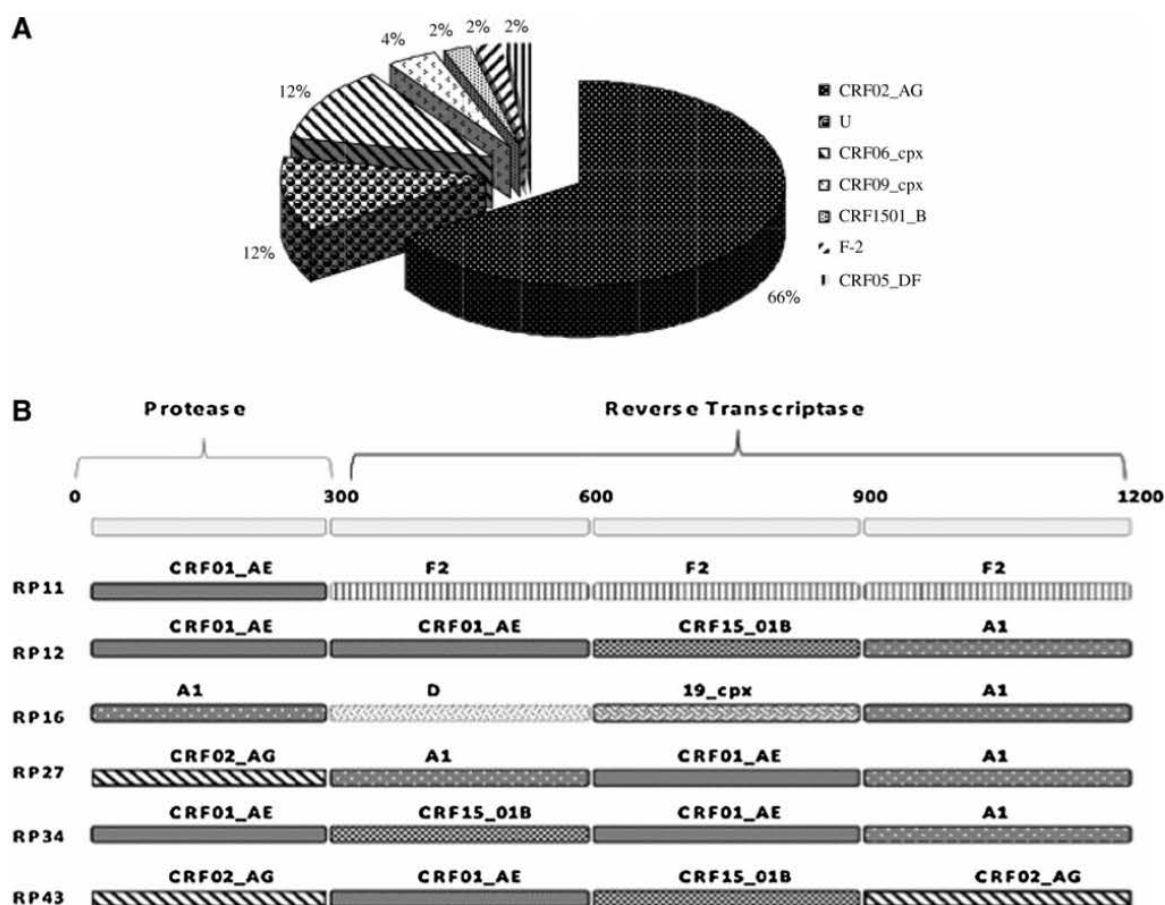 A
2% 2% 2%
4%
12%
12%
66%
CRF02_AG
U
CRF06_cpx
CRF09_cpx
CRF1501_B
F-2
CRF05_DF
B
Protease Reverse Transcriptase
0 300 600 900 1200
CRF01_AE F2 F2 F2
RP11
CRF01_AE CRF01_AE CRF15_01B A1
RP12
A1 D 19_cpx A1
RP16
CRF02_AG A1 CRF01_AE A1
RP27
CRF01_AE CRF15_01B CRF01_AE A1
RP34
CRF02_AG CRF01_AE CRF15_01B CRF02_AG
RP43